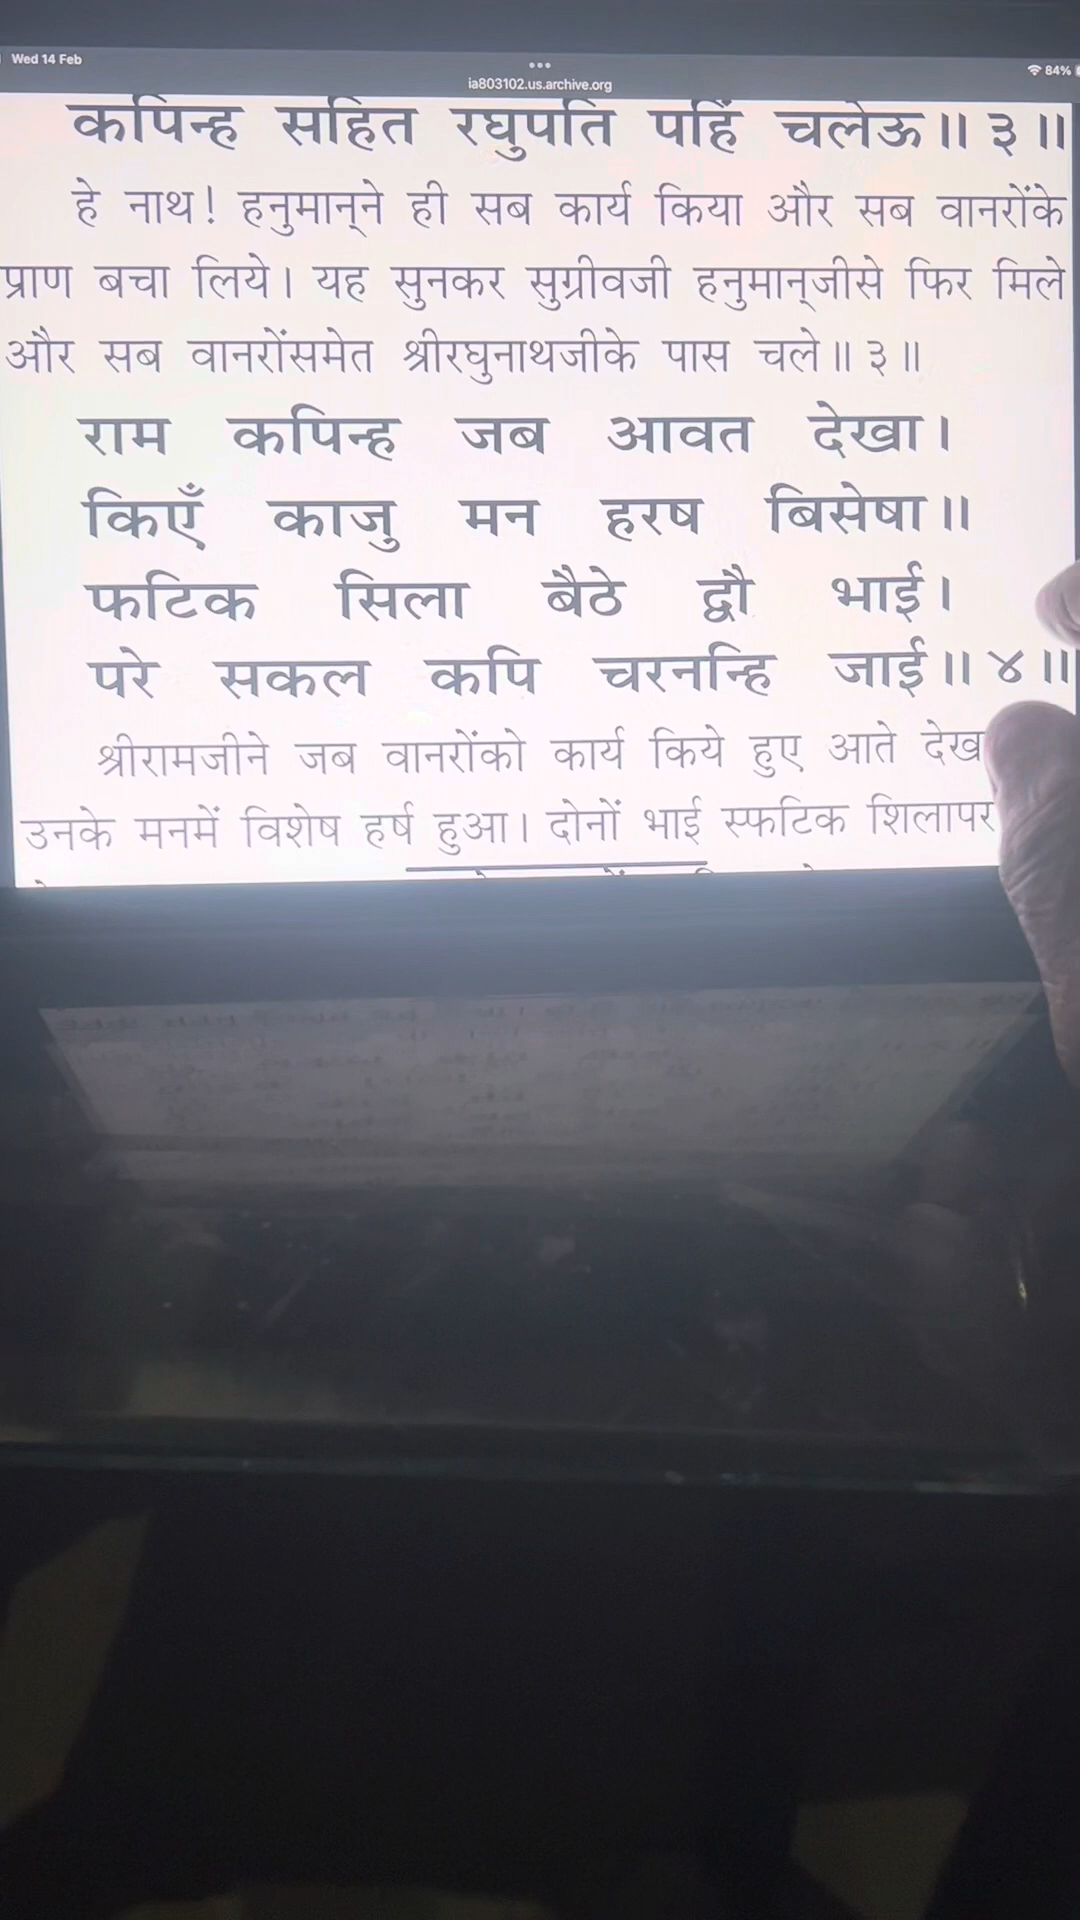 Wed 14 Feb
•••
ia803102.us.archive.org
84%
कपिन्ह सहित रघुपति पहिं चलेऊ॥ ३ ॥
हे नाथ! हनुमान्‌ने ही सब कार्य किया और सब वानरोंके
प्राण बचा लिये। यह सुनकर सुग्रीवजी हनुमान्‌जीसे फिर मिले
और सब वानरोंसमेत श्रीरघुनाथजीके पास चले॥ ३॥
राम कपिन्ह जब आवत देखा।
किएँ काजु मन हरष बिसेषा॥
फटिक सिला बैठे द्वौ भाई।
परे सकल कपि चरनन्हि जाई॥ ४॥
श्रीरामजीने जब वानरोंको कार्य किये हुए आते देख
उनके मनमें विशेष हर्ष हुआ। दोनों भाई स्फटिक शिलापर